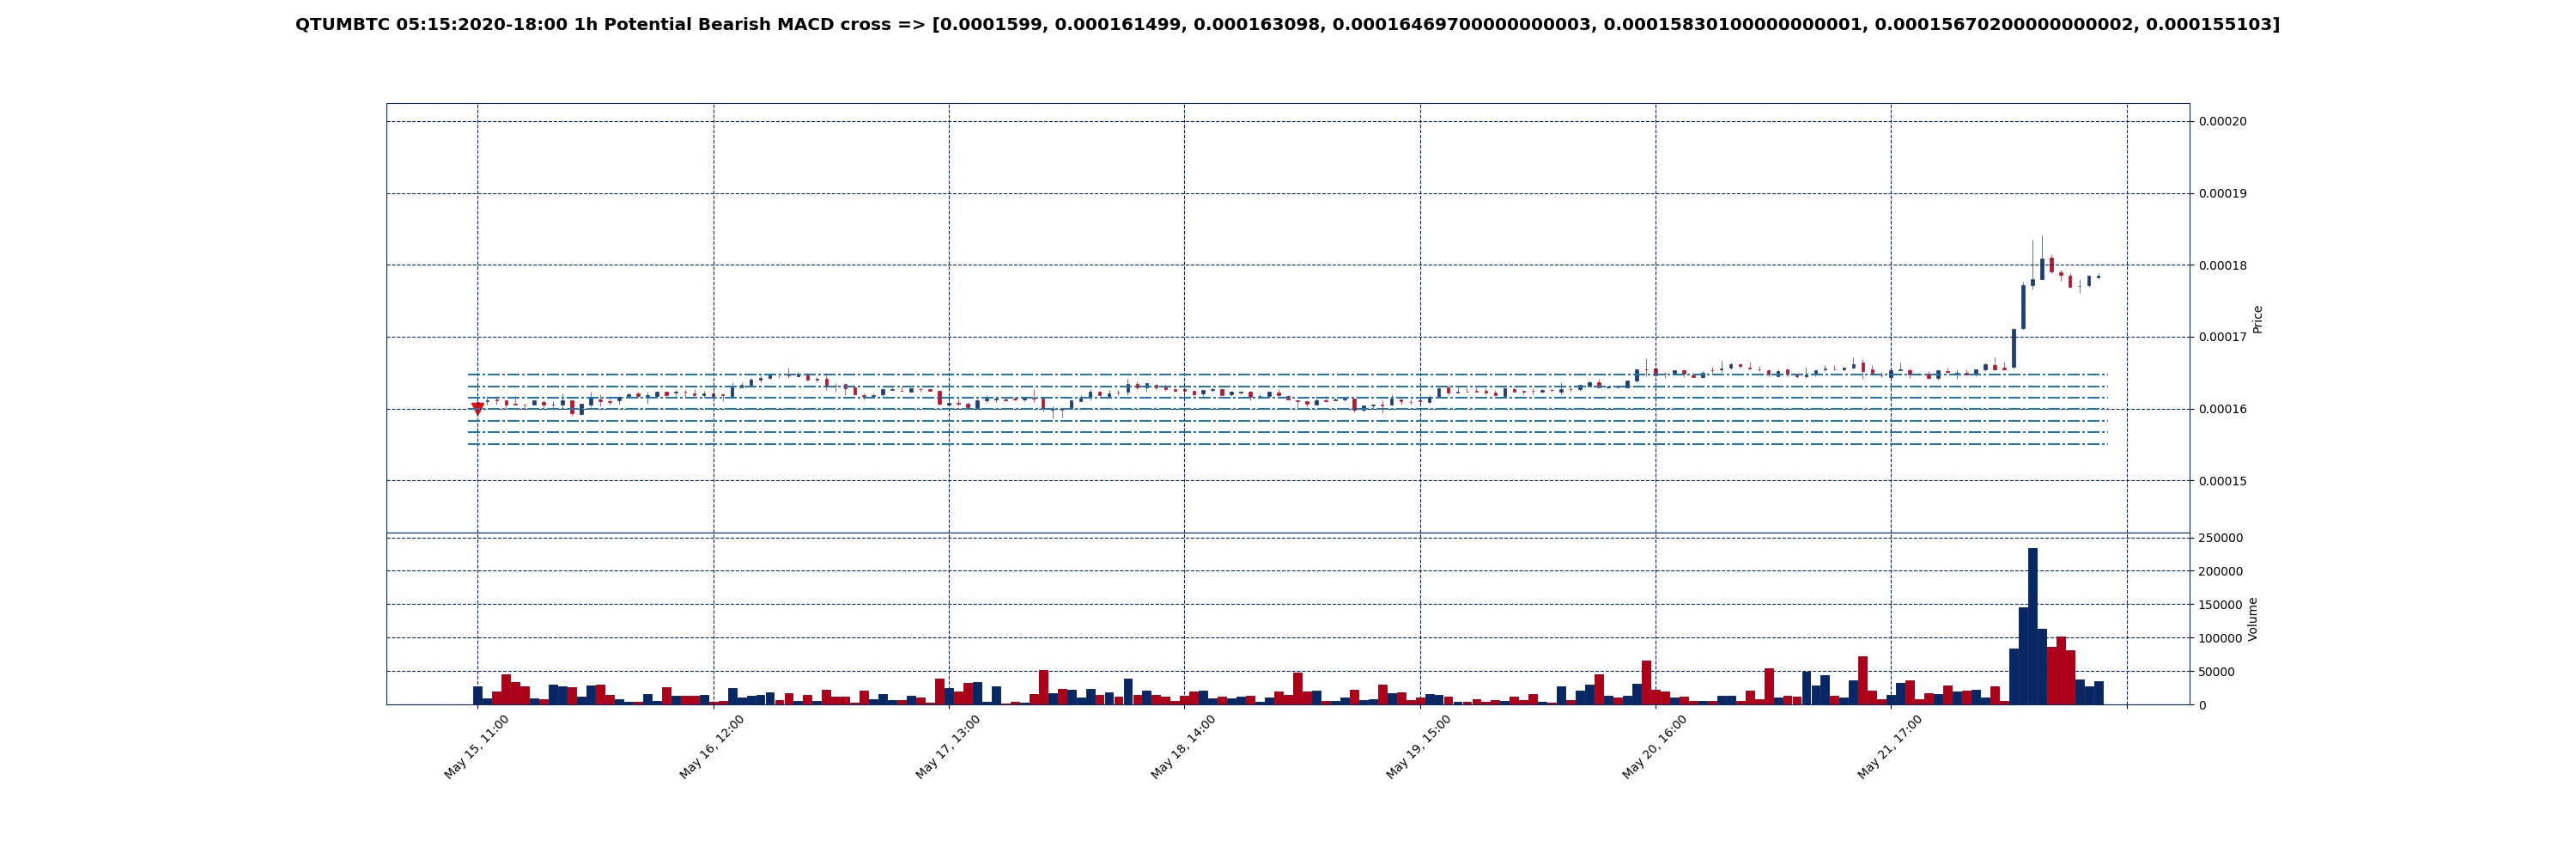 QTUMBTC 05:15:2020-18:00 1h Potential Bearish MACD cross => [0.0001599, 0.000161499, 0.000163098, 0.00016469700000000003, 0.00015830100000000001, 0.00015670200000000002, 0.000155103]
0.00020
0.00019
0.00018
0.00017
0.00016
0.00015
Price
250000
200000
150000
100000
50000
0
Volume
May 15, 11:00
May 16, 12:00
May 17, 13:00
May 18, 14:00
May 19, 15:00
May 20, 16:00
May 21, 17:00